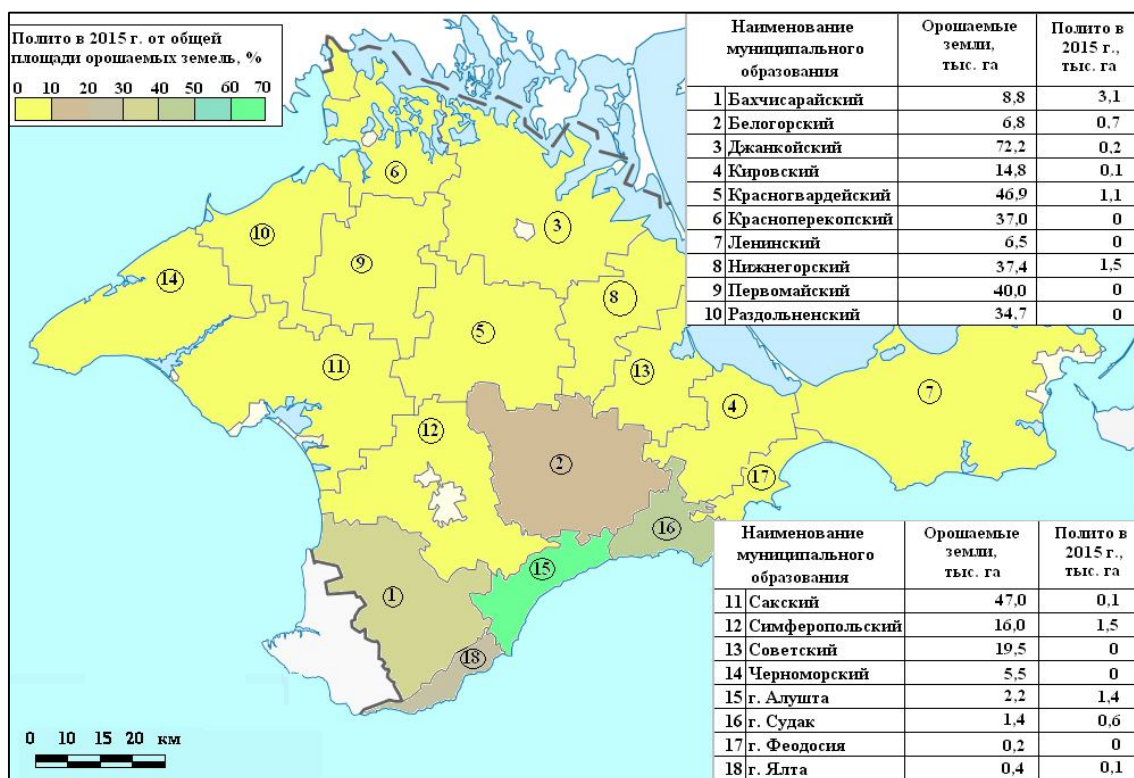 Полито в 2015 г. от общей
площади орошаемых земель, %
0 10 20 30 40 50 60 70
Наименование муниципального образования Орошаемые земли, тыс. га Полито в 2015 г., тыс. га
1 Бахчисарайский 8,8 3,1
2 Белогорский 6,8 0,7
3 Джанкойский 72,2 0,2
4 Кировский 14,8 0,1
5 Красногвардейский 46,9 1,1
6 Красноперекопский 37,0 0
7 Ленинский 6,5 0
8 Нижнегорский 37,4 1,5
9 Первомайский 40,0 0
10 Раздольненский 34,7 0
6
3
10
9
14
8
5
11
13
7
4
12
2
17
16
15
1
18
Наименование муниципального образования Орошаемые земли, тыс. га Полито в 2015 г., тыс. га
11 Сакский 47,0 0,1
12 Симферопольский 16,0 1,5
13 Советский 19,5 0
14 Черноморский 5,5 0
15 г. Алушта 2,2 1,4
16 г. Судак 1,4 0,6
17 г. Феодосия 0,2 0
18 г. Ялта 0,4 0,1
0 10 15 20 км